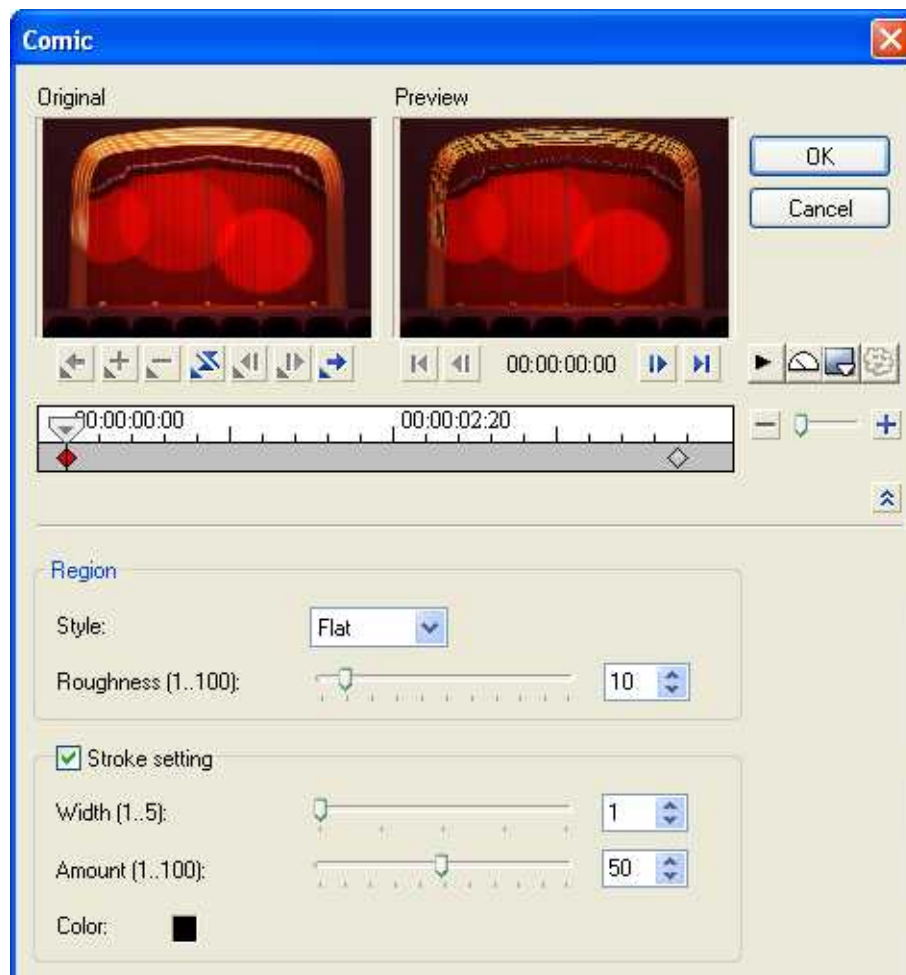 Comic
Original Preview
OK
Cancel
00:00:00:00
00:00:00:00 00:00:02:20
Region
Style: Flat
Roughness (1..100): 10
Stroke setting
Width (1..5): 1
Amount (1..100): 50
Color: